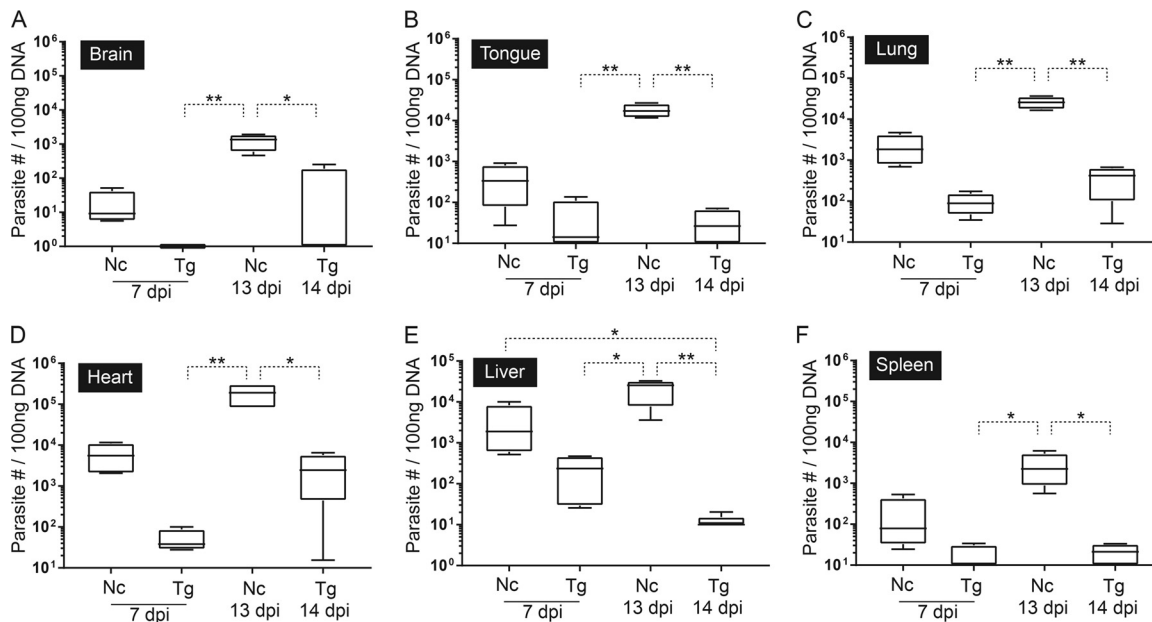 A
Brain
Parasite # / 100ng DNA
10⁶
10⁵
10⁴
10³
10²
10¹
10⁰
** *
Nc Tg Nc Tg
7 dpi 13 dpi 14 dpi
B
Tongue
Parasite # / 100ng DNA
10⁶
10⁵
10⁴
10³
10²
10¹
** **
Nc Tg Nc Tg
7 dpi 13 dpi 14 dpi
C
Lung
Parasite # / 100ng DNA
10⁶
10⁵
10⁴
10³
10²
10¹
** **
Nc Tg Nc Tg
7 dpi 13 dpi 14 dpi
D
Heart
Parasite # / 100ng DNA
10⁶
10⁵
10⁴
10³
10²
10¹
** *
Nc Tg Nc Tg
7 dpi 13 dpi 14 dpi
E
Liver
Parasite # / 100ng DNA
10⁵
10⁴
10³
10²
10¹
10⁰
*
* **
Nc Tg Nc Tg
7 dpi 13 dpi 14 dpi
F
Spleen
Parasite # / 100ng DNA
10⁶
10⁵
10⁴
10³
10²
10¹
* *
Nc Tg Nc Tg
7 dpi 13 dpi 14 dpi